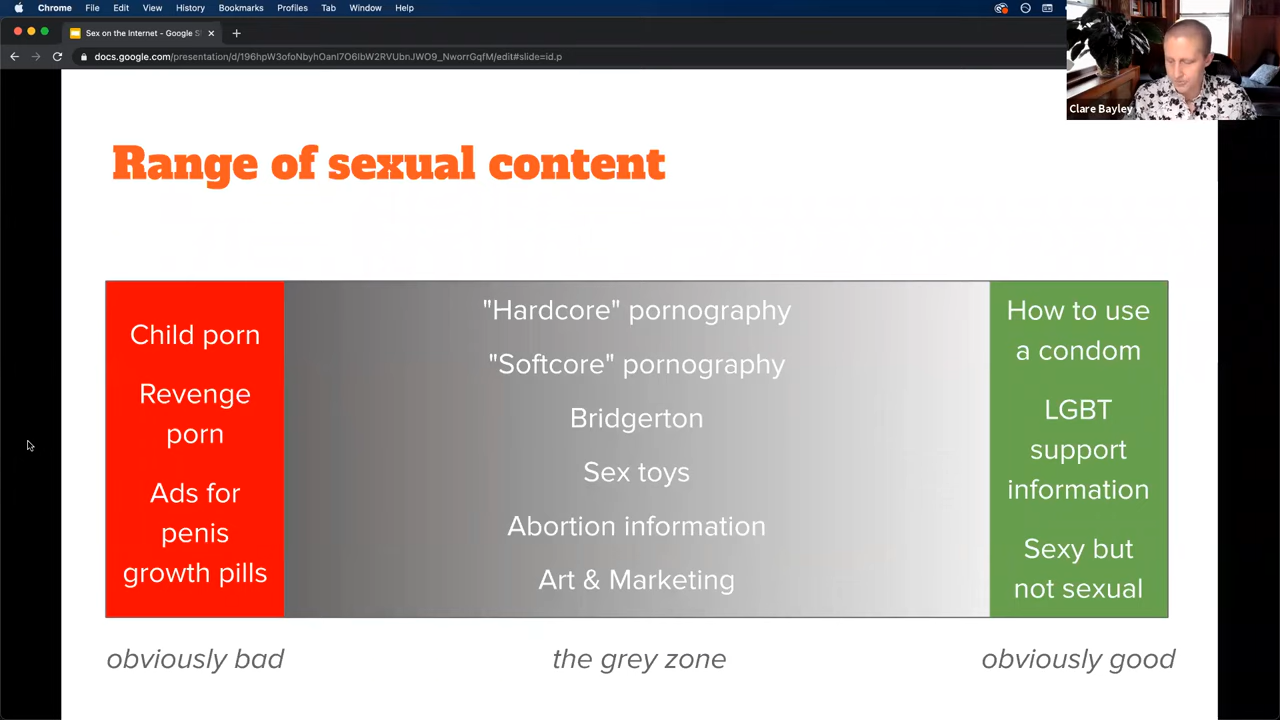 Chrome File Edit View History Bookmarks Profiles Tab Window Help
Sex on the Internet - Google S
docs.google.com/presentation/d/196hpW3ofoNbyhOanI7O6IbW2RVUbnJWO9_NworrGqfM/edit#slide=id.p
Clare Bayley
Range of sexual content
Child porn
Revenge
porn
Ads for
penis
growth pills
"Hardcore" pornography
"Softcore" pornography
Bridgerton
Sex toys
Abortion information
Art & Marketing
How to use
a condom
LGBT
support
information
Sexy but
not sexual
obviously bad
the grey zone
obviously good